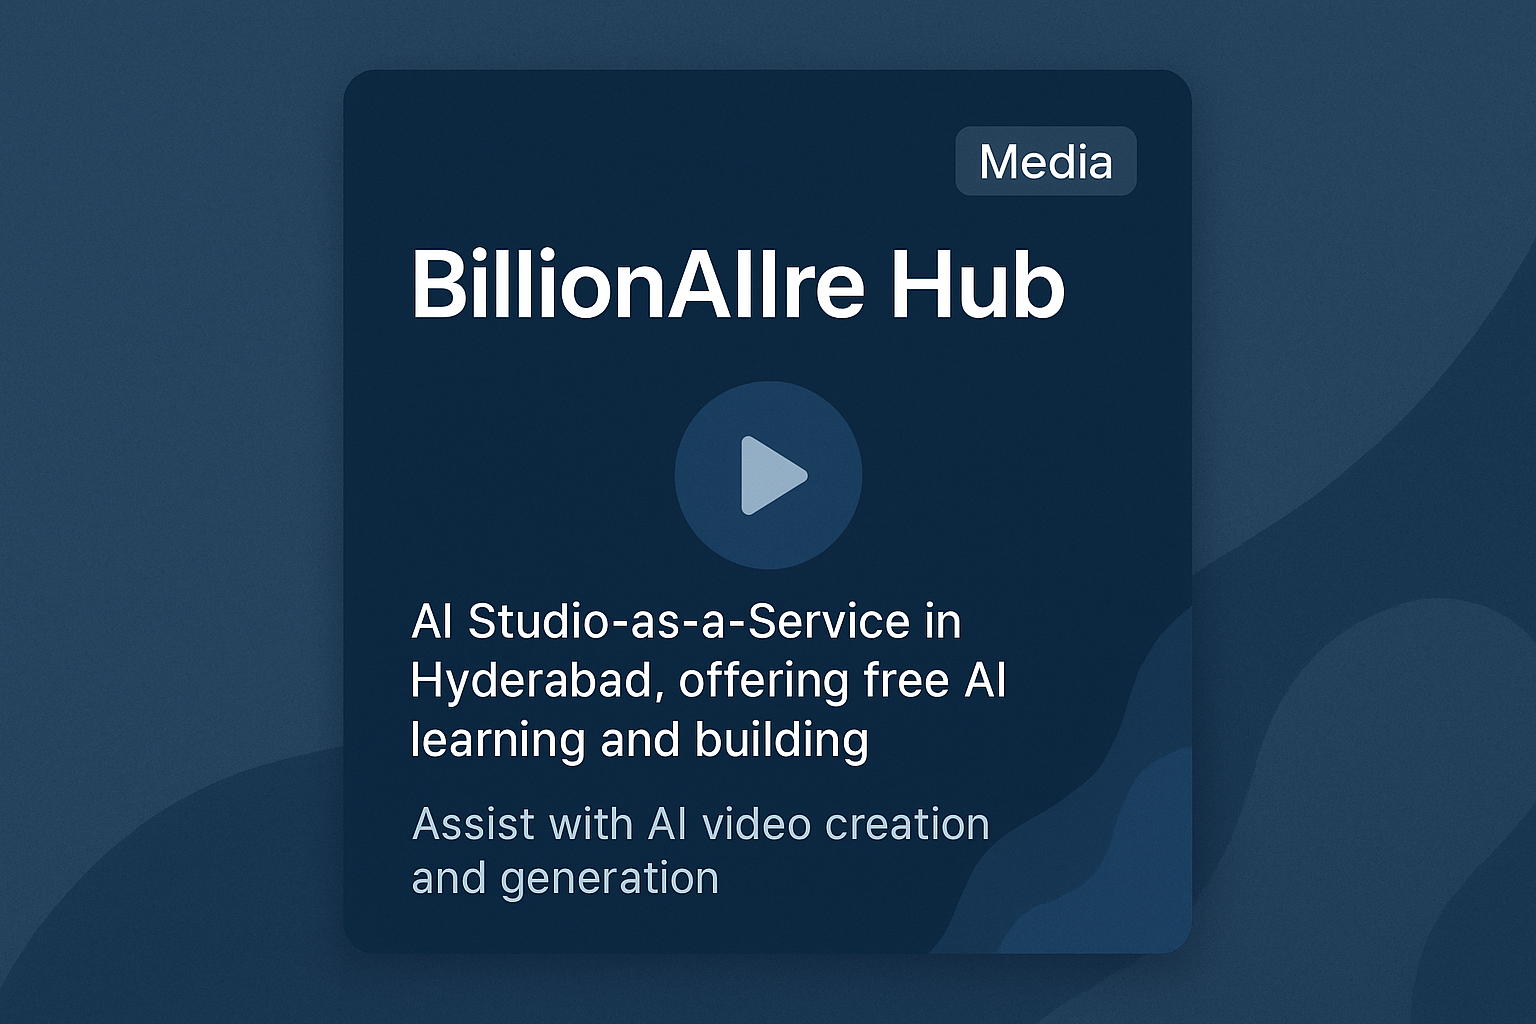 Media
BillionAIIre Hub
AI Studio-as-a-Service in
Hyderabad, offering free AI
learning and building
Assist with AI video creation
and generation